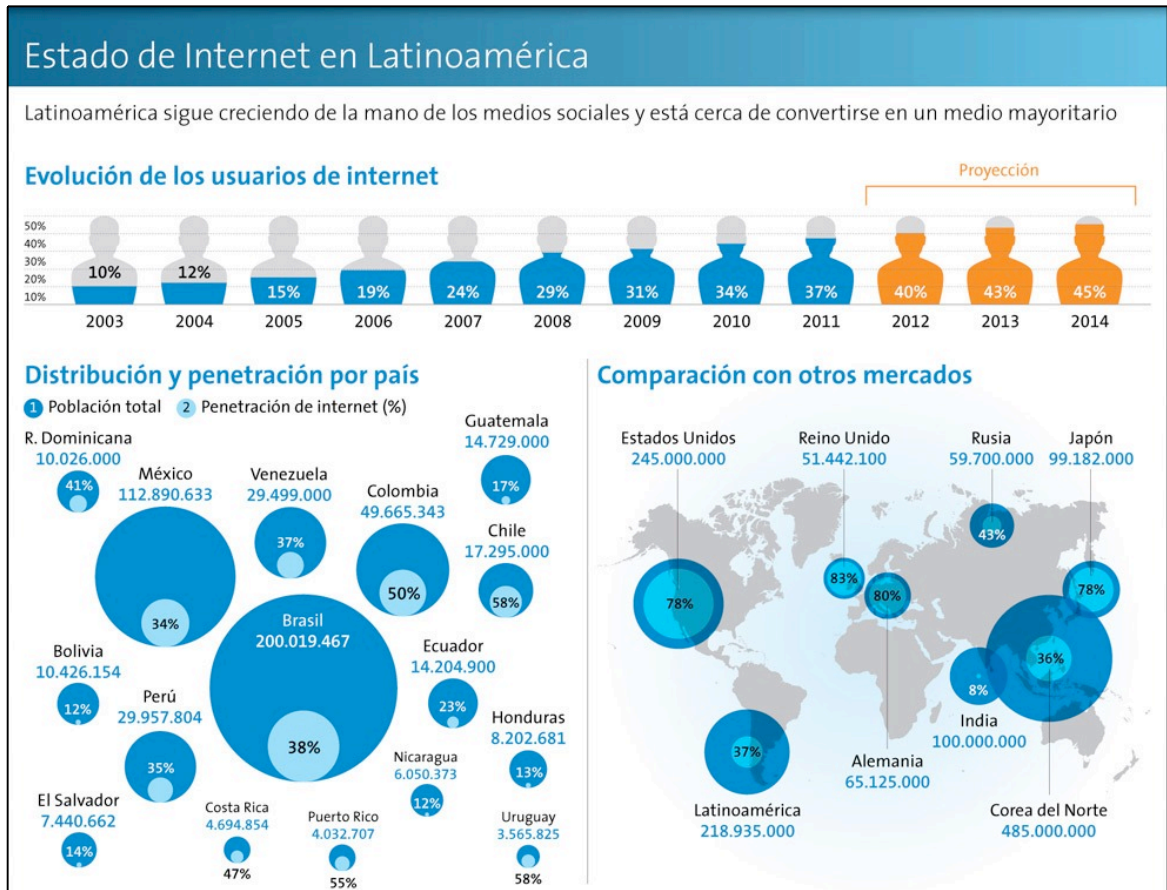 Estado de Internet en Latinoamérica
Latinoamérica sigue creciendo de la mano de los medios sociales y está cerca de convertirse en un medio mayoritario
Evolución de los usuarios de internet
Proyección
50%
40%
30%
20%
10%
10%
12%
15%
19%
24%
29%
31%
34%
37%
40%
43%
45%
2003
2004
2005
2006
2007
2008
2009
2010
2011
2012
2013
2014
Distribución y penetración por país
1 Población total 2 Penetración de internet (%)
R. Dominicana
10.026.000
41%
México
112.890.633
34%
Venezuela
29.499.000
37%
Colombia
49.665.343
50%
Guatemala
14.729.000
17%
Chile
17.295.000
58%
Brasil
200.019.467
38%
Bolivia
10.426.154
12%
Perú
29.957.804
35%
Ecuador
14.204.900
23%
Honduras
8.202.681
13%
Nicaragua
6.050.373
12%
El Salvador
7.440.662
14%
Costa Rica
4.694.854
47%
Puerto Rico
4.032.707
55%
Uruguay
3.565.825
58%
Comparación con otros mercados
Estados Unidos
245.000.000
78%
Reino Unido
51.442.100
83%
Rusia
59.700.000
43%
Japón
99.182.000
78%
80%
Alemania
65.125.000
8%
India
100.000.000
36%
Corea del Norte
485.000.000
37%
Latinoamérica
218.935.000